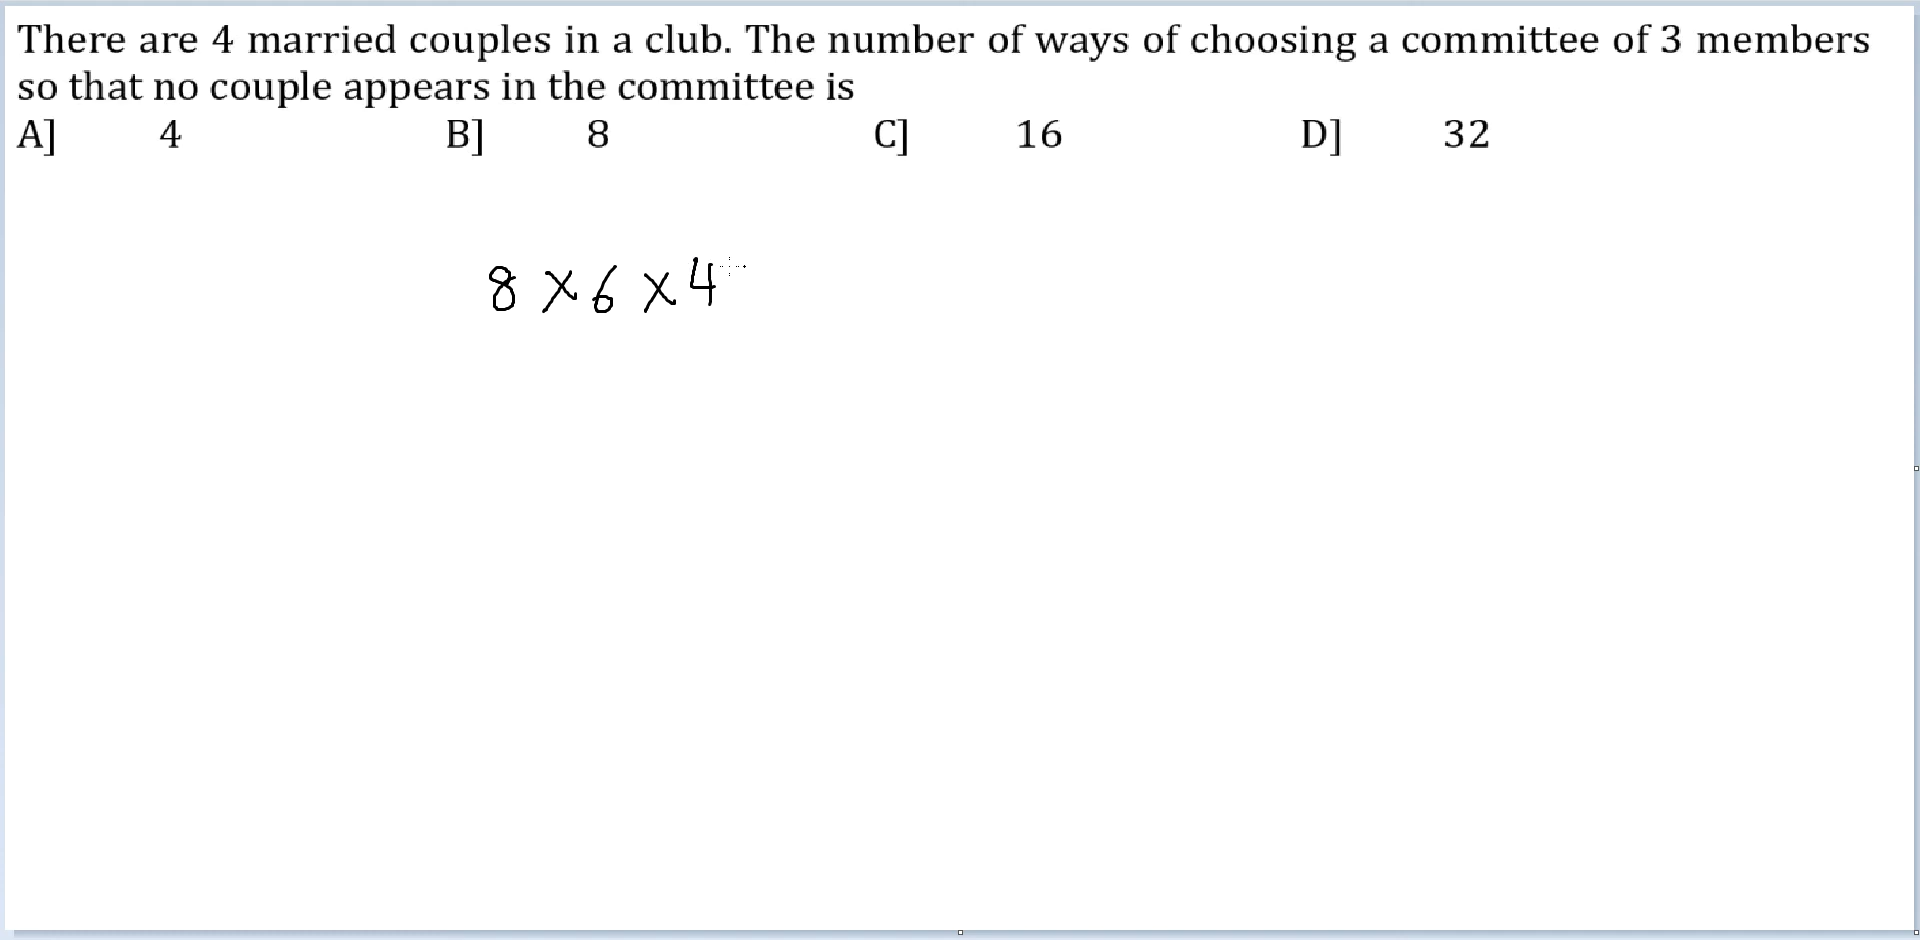 There are 4 married couples in a club. The number of ways of choosing a committee of 3 members
so that no couple appears in the committee is
A] 4 B] 8 C] 16 D] 32
8 × 6 × 4